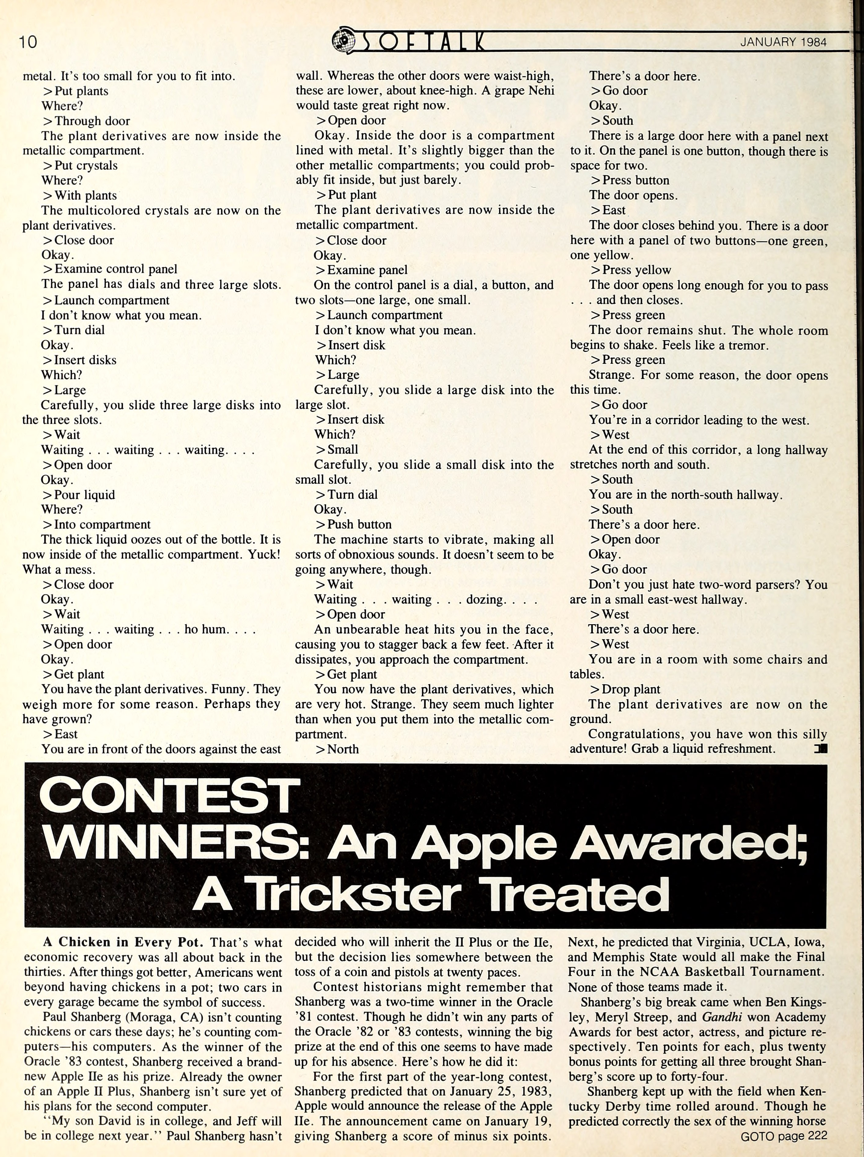 10
SOFTALK
JANUARY 1984
metal. It's too small for you to fit into.
>Put plants
Where?
>Through door
The plant derivatives are now inside the
metallic compartment.
>Put crystals
Where?
>With plants
The multicolored crystals are now on the
plant derivatives.
>Close door
Okay.
>Examine control panel
The panel has dials and three large slots.
>Launch compartment
I don't know what you mean.
>Turn dial
Okay.
>Insert disks
Which?
>Large
Carefully, you slide three large disks into
the three slots.
>Wait
Waiting . . . waiting . . . waiting. . . .
>Open door
Okay.
>Pour liquid
Where?
>Into compartment
The thick liquid oozes out of the bottle. It is
now inside of the metallic compartment. Yuck!
What a mess.
>Close door
Okay.
>Wait
Waiting . . . waiting . . . ho hum. . . .
>Open door
Okay.
>Get plant
You have the plant derivatives. Funny. They
weigh more for some reason. Perhaps they
have grown?
>East
You are in front of the doors against the east
wall. Whereas the other doors were waist-high,
these are lower, about knee-high. A grape Nehi
would taste great right now.
>Open door
Okay. Inside the door is a compartment
lined with metal. It's slightly bigger than the
other metallic compartments; you could prob-
ably fit inside, but just barely.
>Put plant
The plant derivatives are now inside the
metallic compartment.
>Close door
Okay.
>Examine panel
On the control panel is a dial, a button, and
two slots—one large, one small.
>Launch compartment
I don't know what you mean.
>Insert disk
Which?
>Large
Carefully, you slide a large disk into the
large slot.
>Insert disk
Which?
>Small
Carefully, you slide a small disk into the
small slot.
>Turn dial
Okay.
>Push button
The machine starts to vibrate, making all
sorts of obnoxious sounds. It doesn't seem to be
going anywhere, though.
>Wait
Waiting . . . waiting . . . dozing. . . .
>Open door
An unbearable heat hits you in the face,
causing you to stagger back a few feet. After it
dissipates, you approach the compartment.
>Get plant
You now have the plant derivatives, which
are very hot. Strange. They seem much lighter
than when you put them into the metallic com-
partment.
>North
There's a door here.
>Go door
Okay.
>South
There is a large door here with a panel next
to it. On the panel is one button, though there is
space for two.
>Press button
The door opens.
>East
The door closes behind you. There is a door
here with a panel of two buttons—one green,
one yellow.
>Press yellow
The door opens long enough for you to pass
. . . and then closes.
>Press green
The door remains shut. The whole room
begins to shake. Feels like a tremor.
>Press green
Strange. For some reason, the door opens
this time.
>Go door
You're in a corridor leading to the west.
>West
At the end of this corridor, a long hallway
stretches north and south.
>South
You are in the north-south hallway.
>South
There's a door here.
>Open door
Okay.
>Go door
Don't you just hate two-word parsers? You
are in a small east-west hallway.
>West
There's a door here.
>West
You are in a room with some chairs and
tables.
>Drop plant
The plant derivatives are now on the
ground.
Congratulations, you have won this silly
adventure! Grab a liquid refreshment.
CONTEST
WINNERS: An Apple Awarded;
A Trickster Treated
A Chicken in Every Pot. That's what
economic recovery was all about back in the
thirties. After things got better, Americans went
beyond having chickens in a pot; two cars in
every garage became the symbol of success.
Paul Shanberg (Moraga, CA) isn't counting
chickens or cars these days; he's counting com-
puters—his computers. As the winner of the
Oracle '83 contest, Shanberg received a brand-
new Apple IIe as his prize. Already the owner
of an Apple II Plus, Shanberg isn't sure yet of
his plans for the second computer.
"My son David is in college, and Jeff will
be in college next year." Paul Shanberg hasn't
decided who will inherit the II Plus or the IIe,
but the decision lies somewhere between the
toss of a coin and pistols at twenty paces.
Contest historians might remember that
Shanberg was a two-time winner in the Oracle
'81 contest. Though he didn't win any parts of
the Oracle '82 or '83 contests, winning the big
prize at the end of this one seems to have made
up for his absence. Here's how he did it:
For the first part of the year-long contest,
Shanberg predicted that on January 25, 1983,
Apple would announce the release of the Apple
IIe. The announcement came on January 19,
giving Shanberg a score of minus six points.
Next, he predicted that Virginia, UCLA, Iowa,
and Memphis State would all make the Final
Four in the NCAA Basketball Tournament.
None of those teams made it.
Shanberg's big break came when Ben Kings-
ley, Meryl Streep, and Gandhi won Academy
Awards for best actor, actress, and picture re-
spectively. Ten points for each, plus twenty
bonus points for getting all three brought Shan-
berg's score up to forty-four.
Shanberg kept up with the field when Ken-
tucky Derby time rolled around. Though he
predicted correctly the sex of the winning horse
GOTO page 222